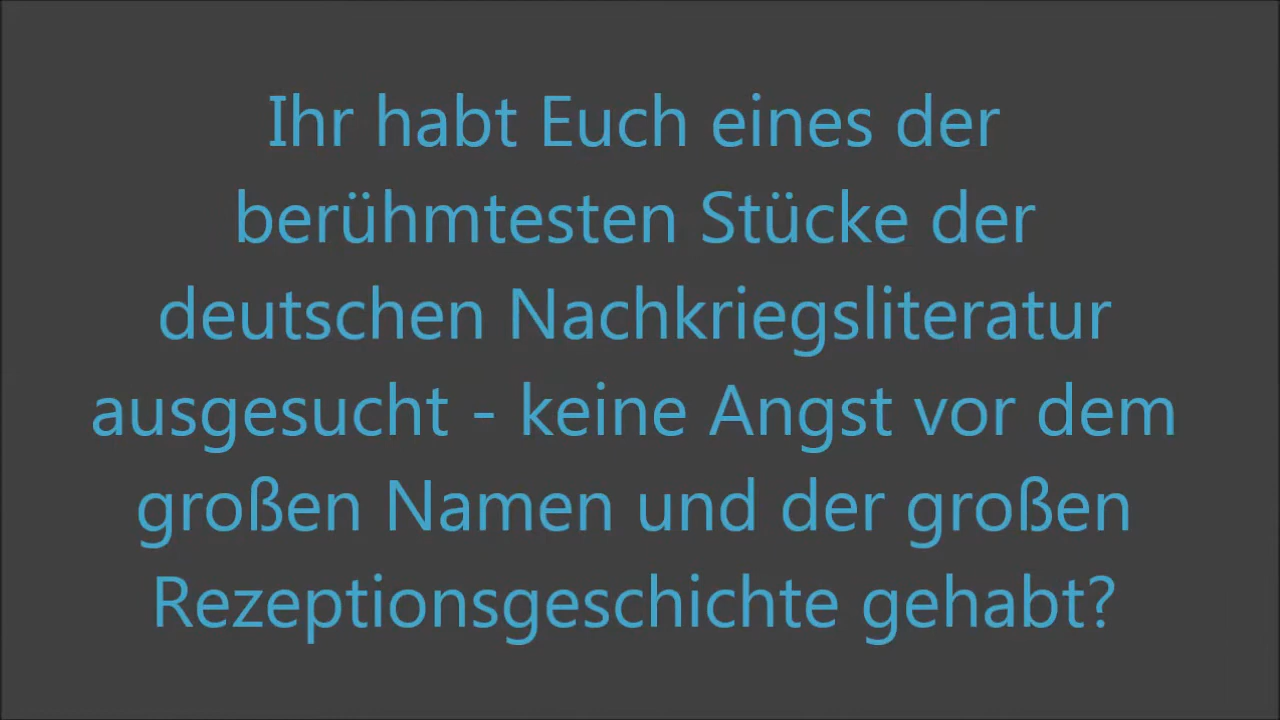 Ihr habt Euch eines der
berühmtesten Stücke der
deutschen Nachkriegsliteratur
ausgesucht - keine Angst vor dem
großen Namen und der großen
Rezeptionsgeschichte gehabt?